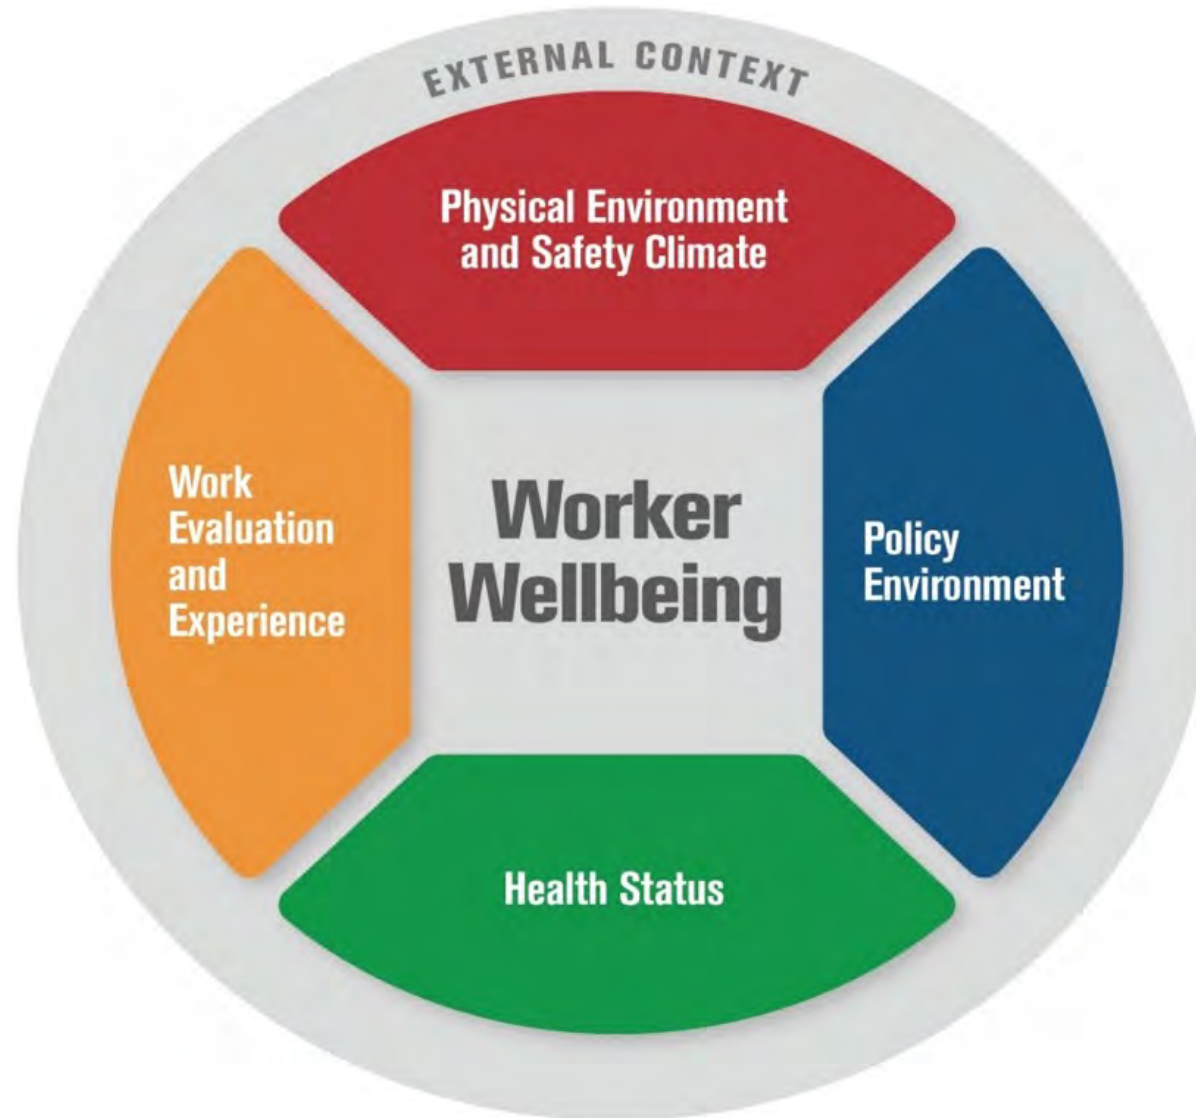 EXTERNAL CONTEXT
Physical Environment
and Safety Climate
Work
Evaluation
and
Experience
Worker
Wellbeing
Policy
Environment
Health Status